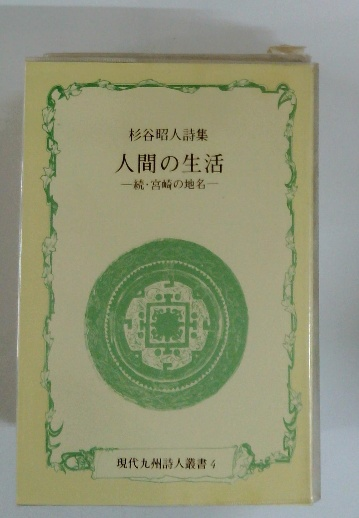 杉谷昭人詩集
人間の生活
—続・宮崎の地名—
現代九州詩人叢書4